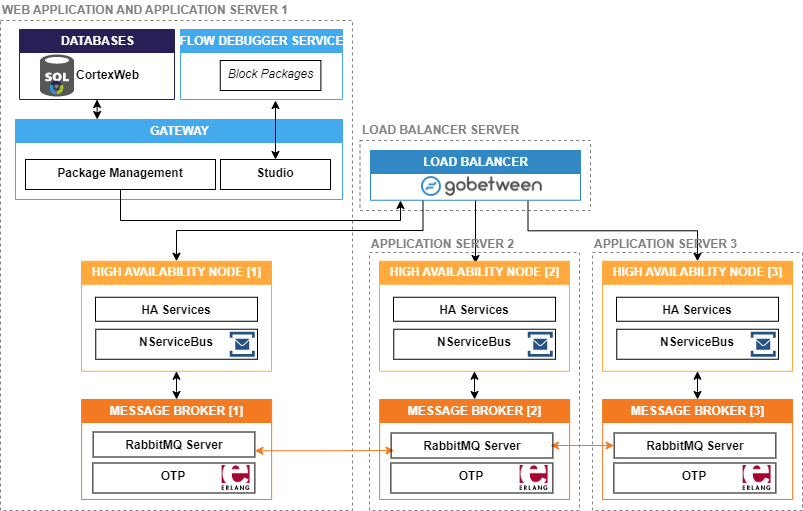 WEB APPLICATION AND APPLICATION SERVER 1
DATABASES
SQL
CortexWeb
FLOW DEBUGGER SERVICE
Block Packages
GATEWAY
Package Management
Studio
LOAD BALANCER SERVER
LOAD BALANCER
gobetween
APPLICATION SERVER 2
APPLICATION SERVER 3
HIGH AVAILABILITY NODE [1]
HA Services
NServiceBus
HIGH AVAILABILITY NODE [2]
HA Services
NServiceBus
HIGH AVAILABILITY NODE [3]
HA Services
NServiceBus
MESSAGE BROKER [1]
RabbitMQ Server
OTP
ERLANG
MESSAGE BROKER [2]
RabbitMQ Server
OTP
ERLANG
MESSAGE BROKER [3]
RabbitMQ Server
OTP
ERLANG